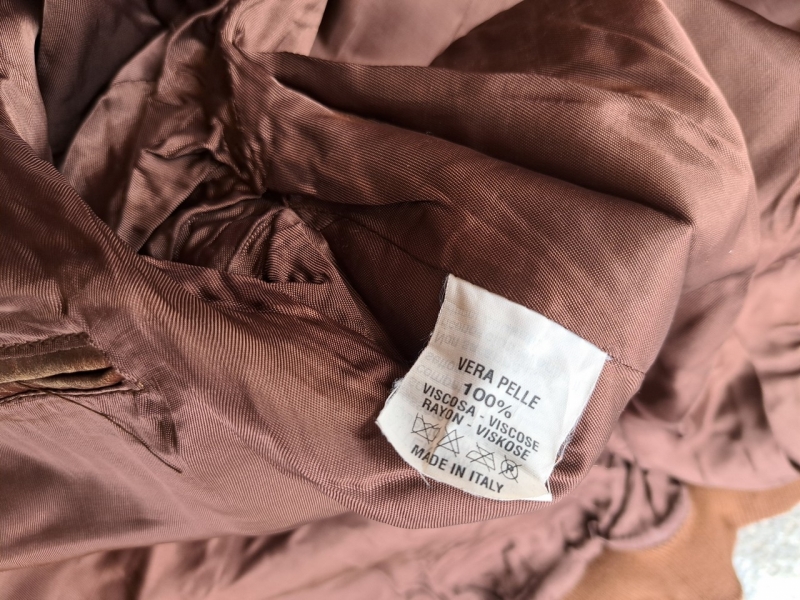 VERA PELLE
100%
VISCOSA - VISCOSE
RAYON - VISKOSE
MADE IN ITALY